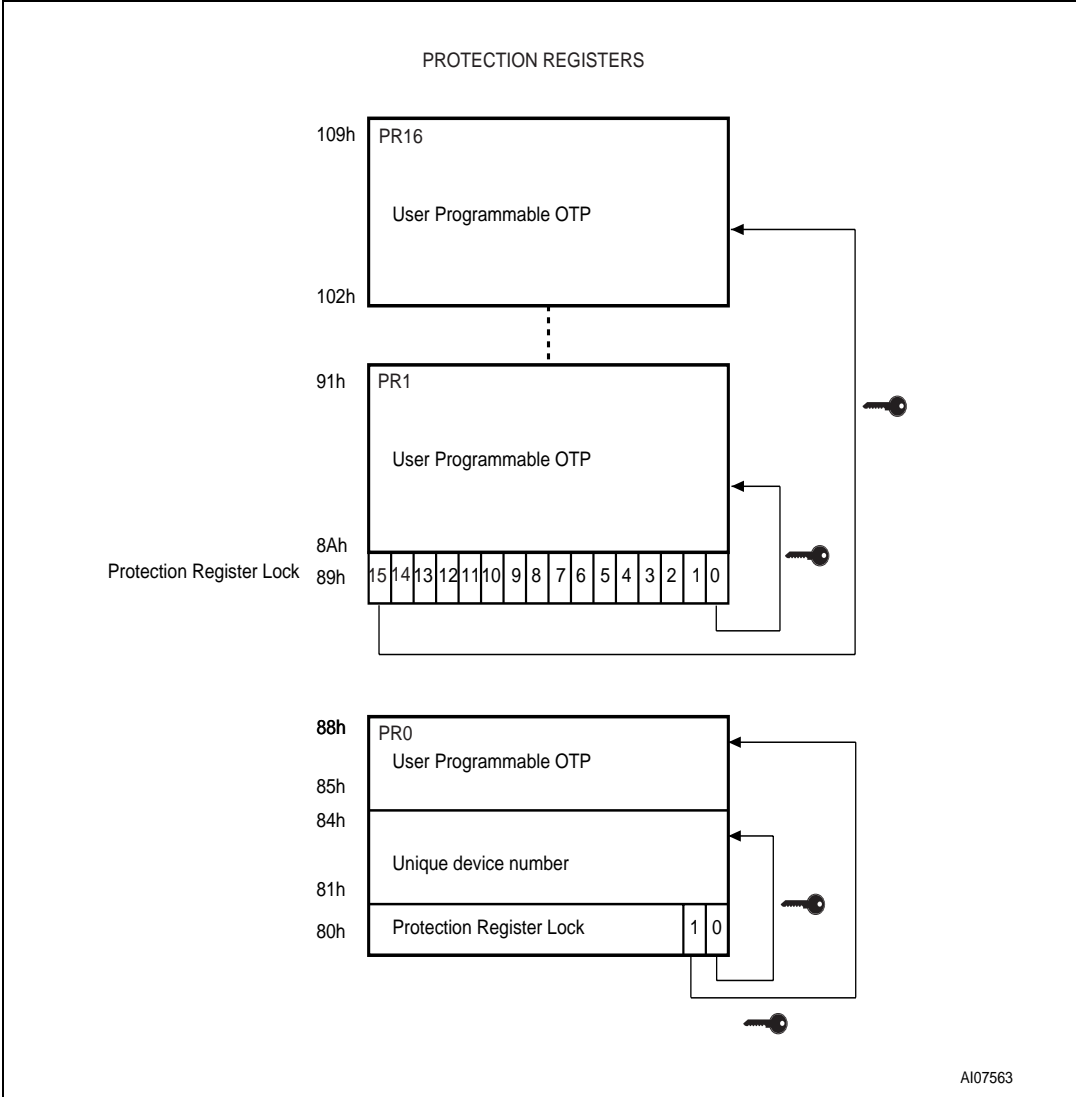 PROTECTION REGISTERS
109h PR16
User Programmable OTP
102h
91h PR1
User Programmable OTP
8Ah
Protection Register Lock 89h 15 14 13 12 11 10 9 8 7 6 5 4 3 2 1 0
88h PR0
User Programmable OTP
85h
84h
Unique device number
81h
80h Protection Register Lock 1 0
AI07563